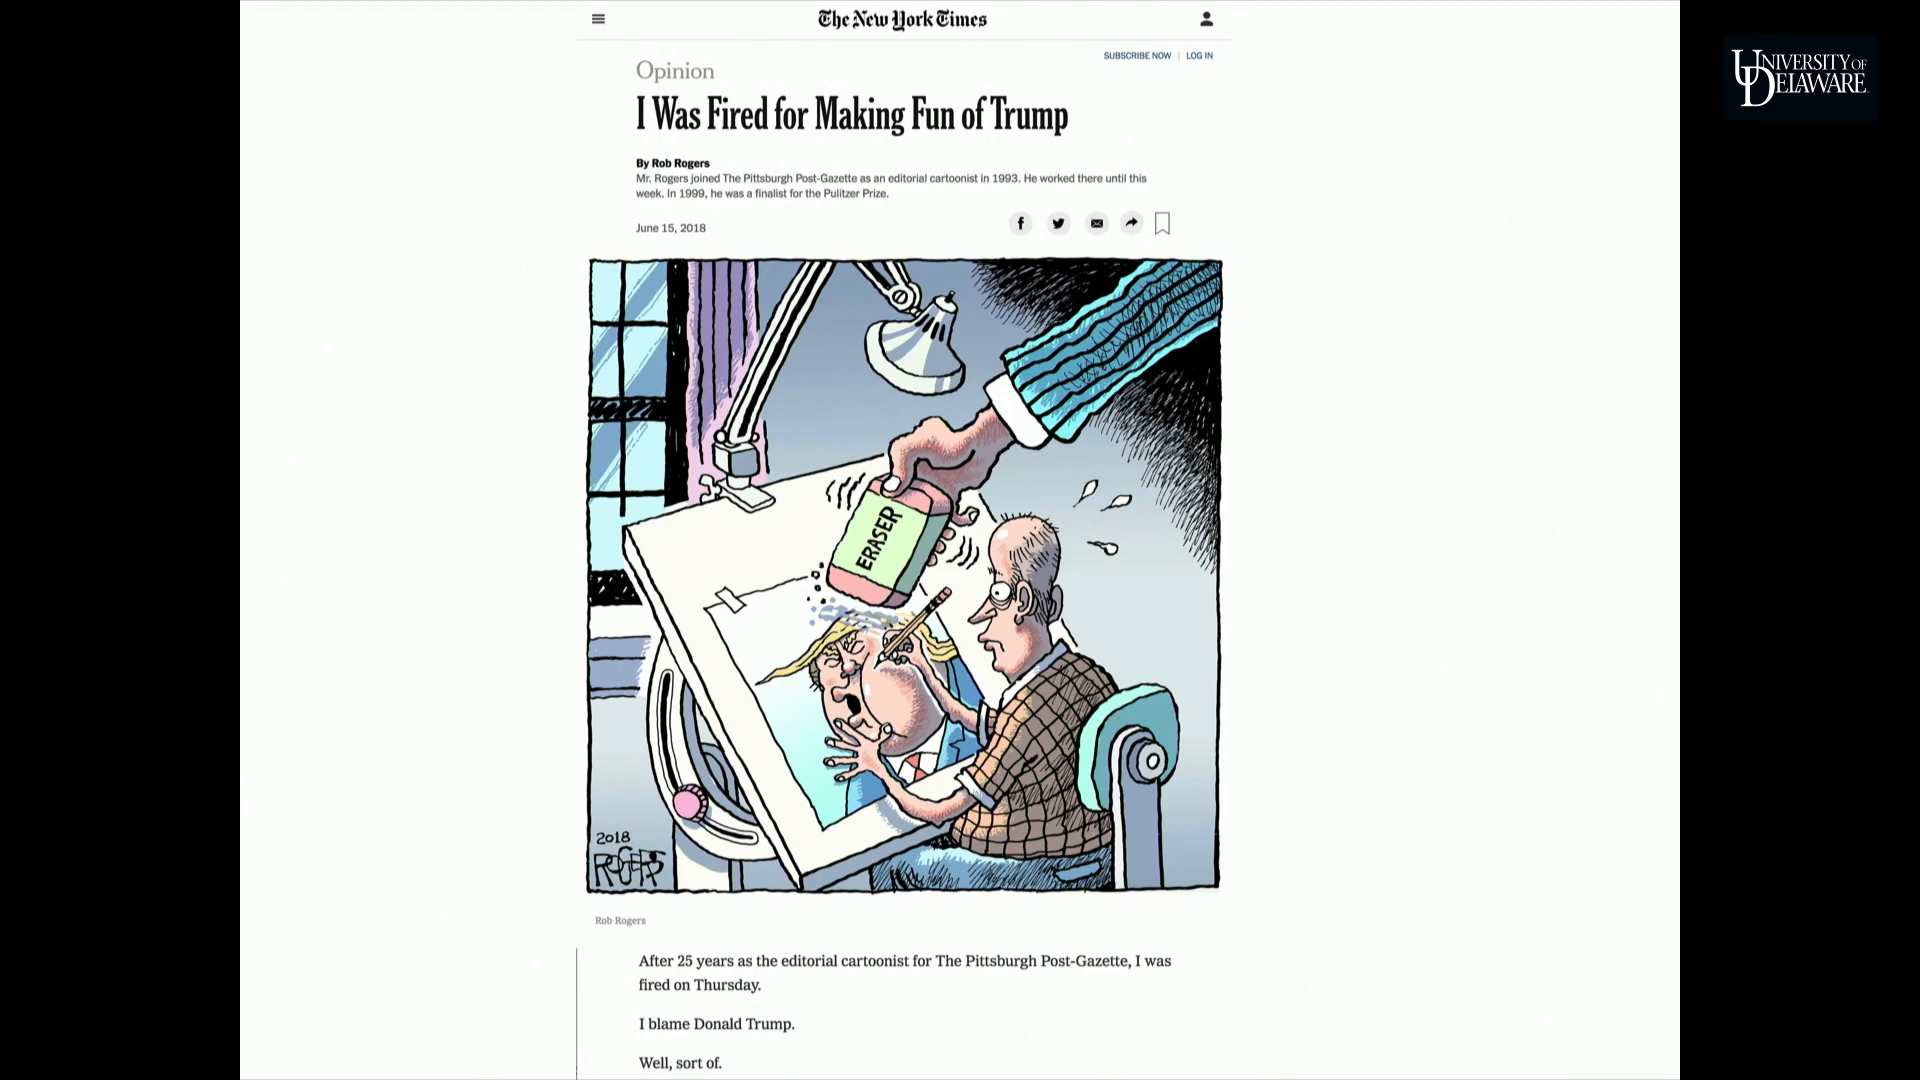 The New York Times
UNIVERSITY OF
DELAWARE
SUBSCRIBE NOW | LOG IN
Opinion
I Was Fired for Making Fun of Trump
By Rob Rogers
Mr. Rogers joined The Pittsburgh Post-Gazette as an editorial cartoonist in 1993. He worked there until this
week. In 1999, he was a finalist for the Pulitzer Prize.
June 15, 2018
ERASER
2018
ROGERS
Rob Rogers
After 25 years as the editorial cartoonist for The Pittsburgh Post-Gazette, I was
fired on Thursday.
I blame Donald Trump.
Well, sort of.